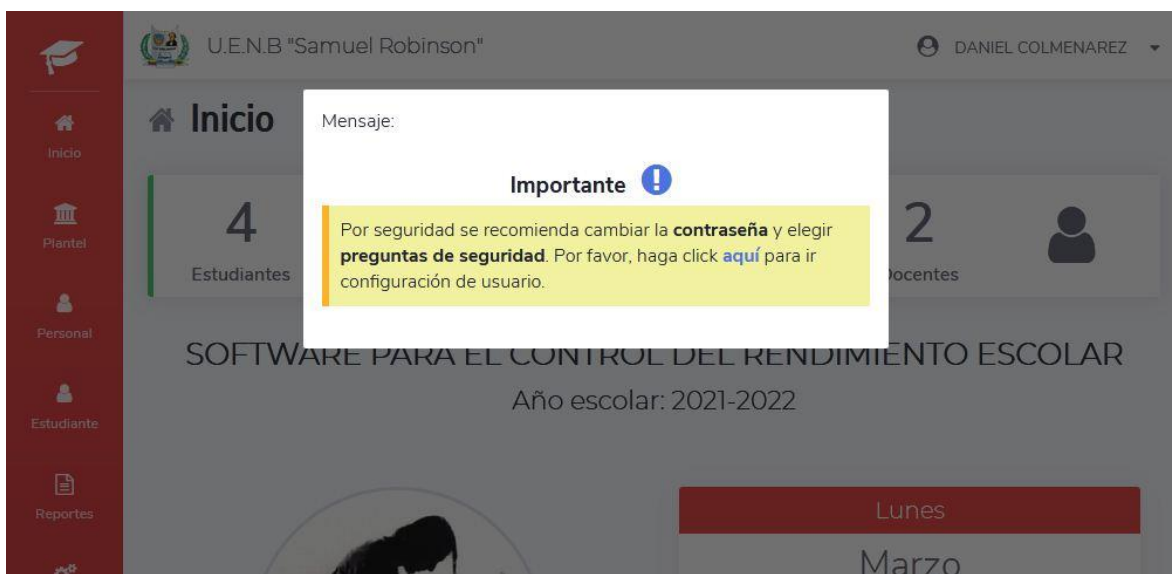 U.E.N.B "Samuel Robinson"
DANIEL COLMENAREZ
Inicio
Inicio
Plantel
Personal
Estudiante
Reportes
Mensaje:
Importante
Por seguridad se recomienda cambiar la contraseña y elegir
preguntas de seguridad. Por favor, haga click aquí para ir
configuración de usuario.
4
Estudiantes
2
Docentes
SOFTWARE PARA EL CONTROL DEL RENDIMIENTO ESCOLAR
Año escolar: 2021-2022
Lunes
Marzo